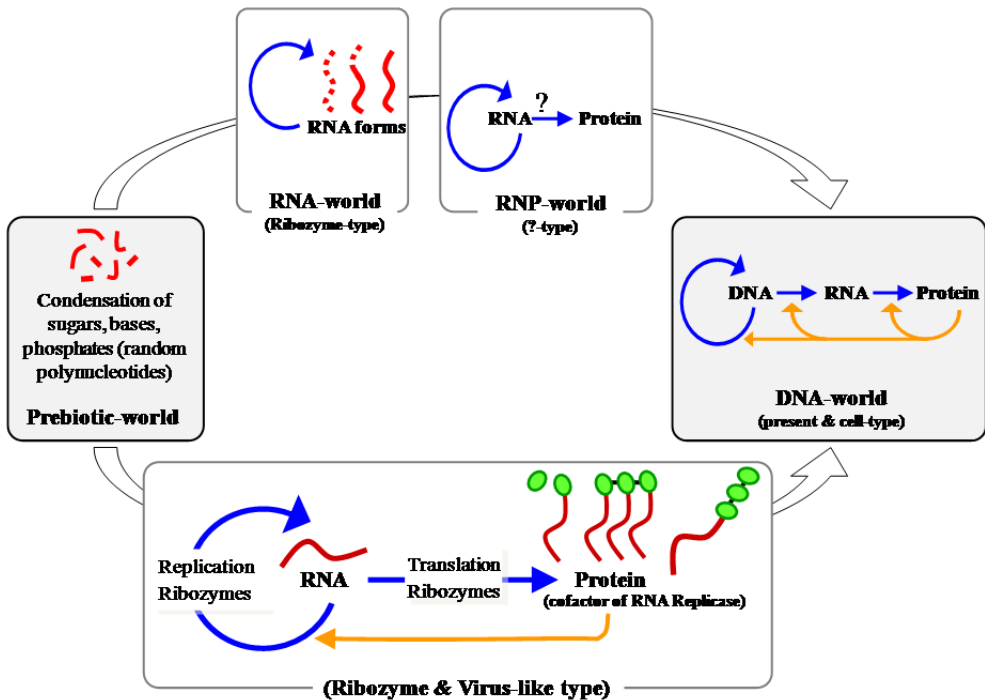 RNA forms
RNA-world
(Ribozyme-type)
?
RNA
Protein
RNP-world
(?-type)
Condensation of
sugars, bases,
phosphates (random
polynucleotides)
Prebiotic-world
DNA
RNA
Protein
DNA-world
(present & cell-type)
Replication
Ribozymes
RNA
Translation
Ribozymes
Protein
(cofactor of RNA Replicase)
(Ribozyme & Virus-like type)